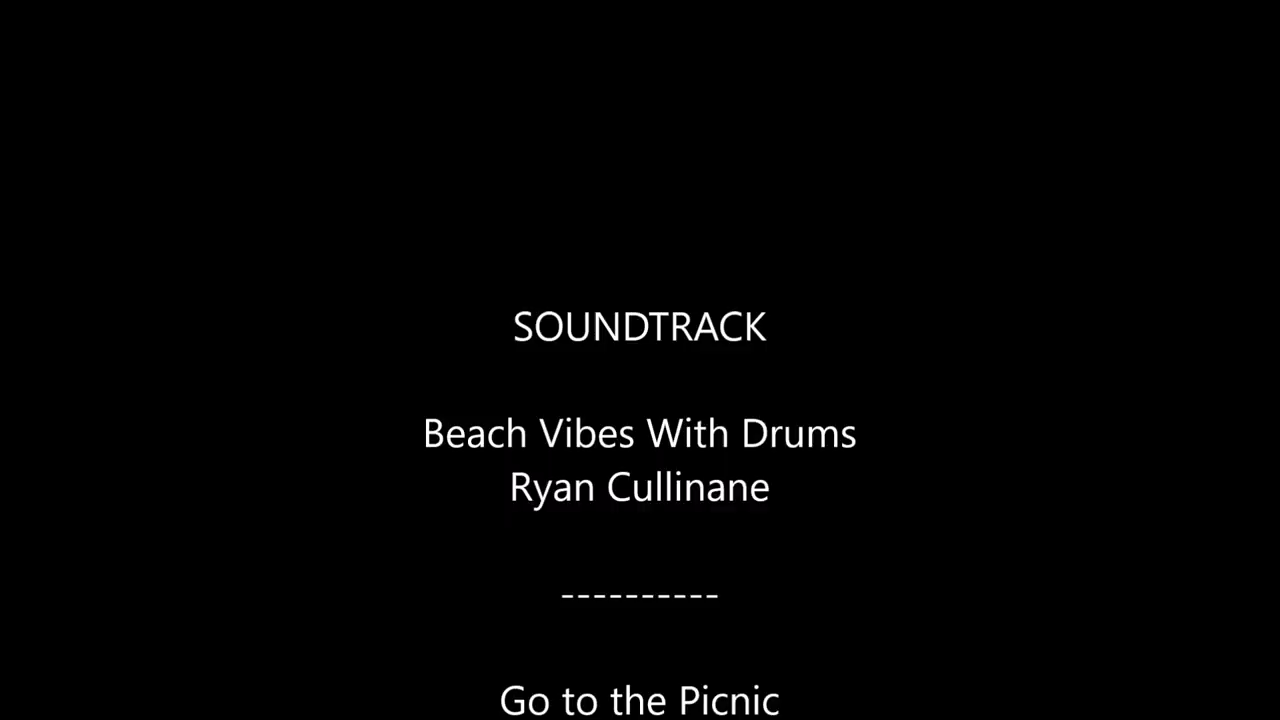 SOUNDTRACK
Beach Vibes With Drums
Ryan Cullinane
----------
Go to the Picnic